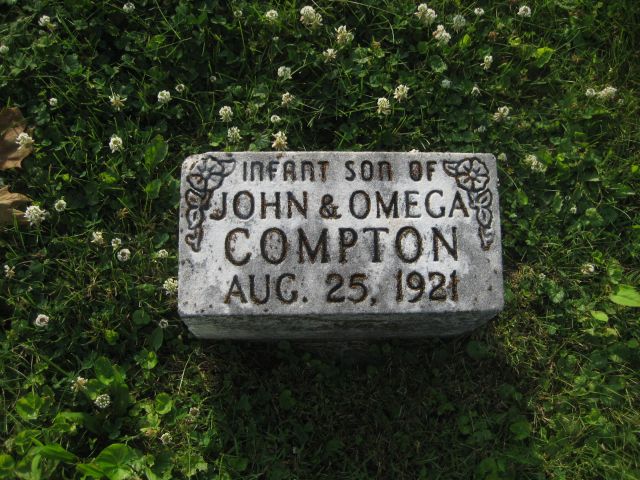 INFANT SON OF
JOHN & OMEGA
COMPTON
AUG. 25, 1921